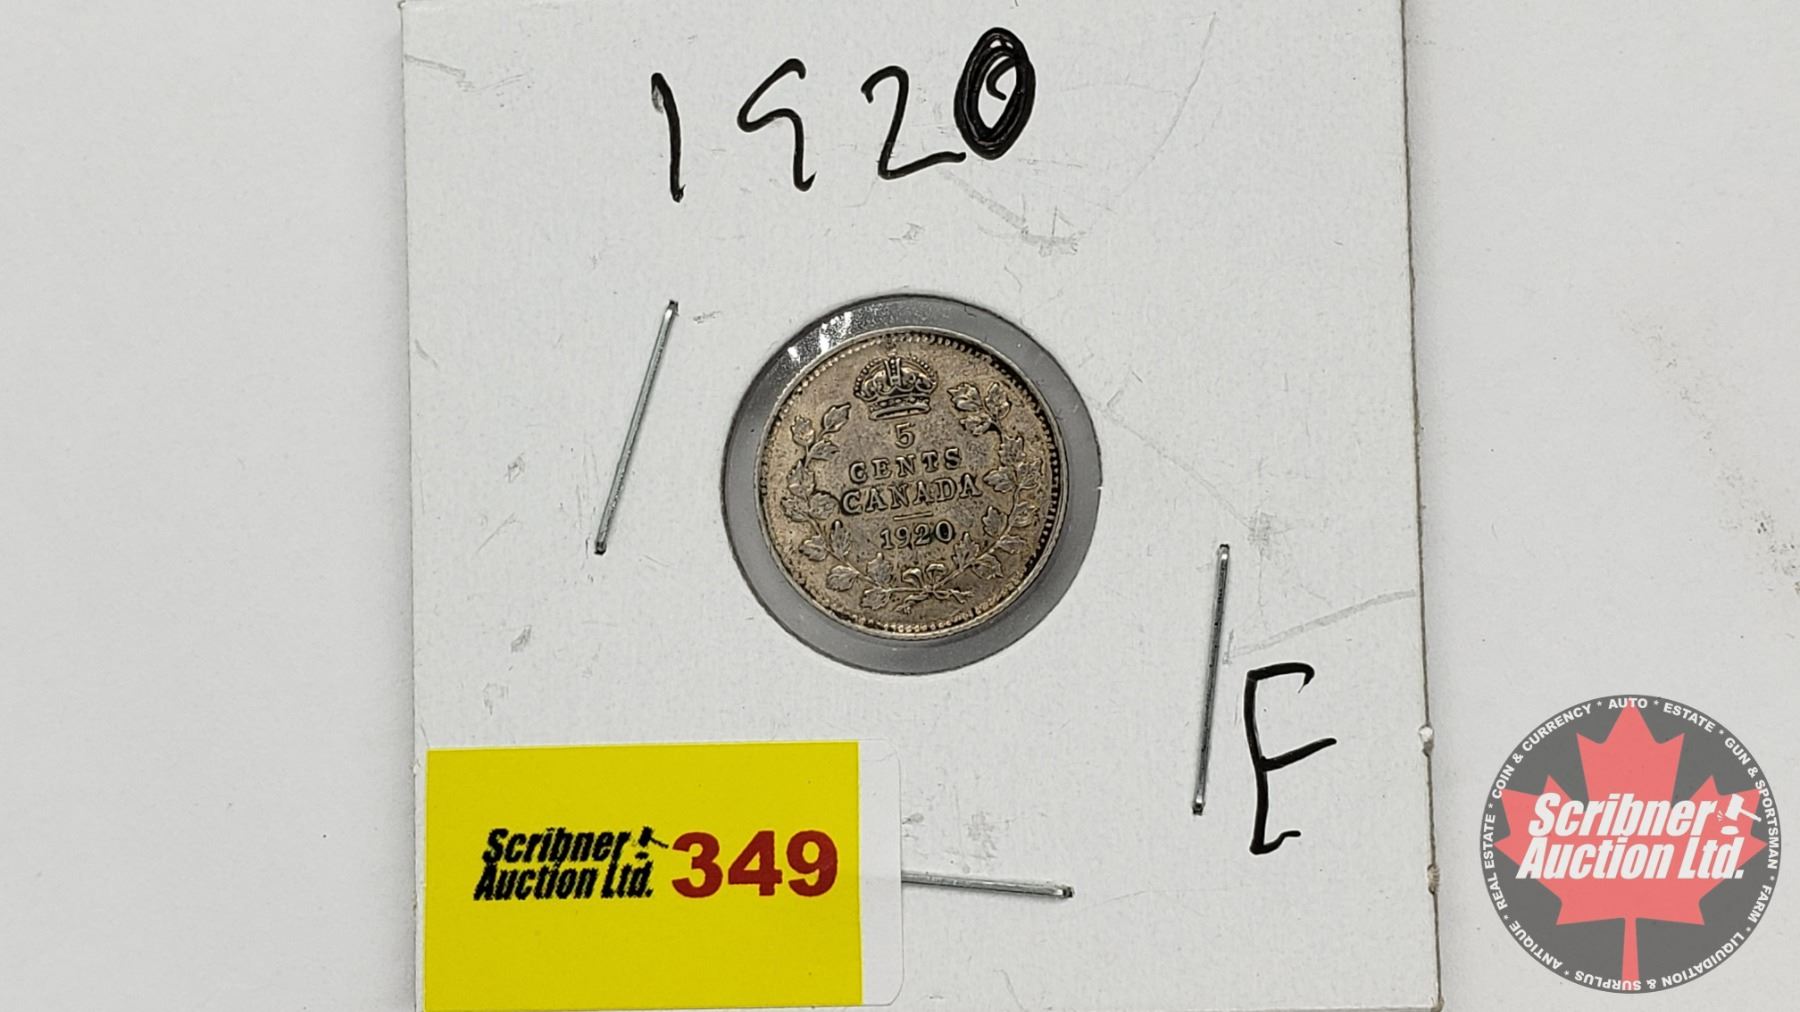 1920
5
CENTS
CANADA
1920
E
Scribner
Auction Ltd.
349
COIN & CURRENCY * AUTO * ESTATE * GUN & SPORTSMAN * FARM * LIQUIDATION & SURPLUS * ANTIQUE * REAL ESTATE *
Scribner
Auction Ltd.